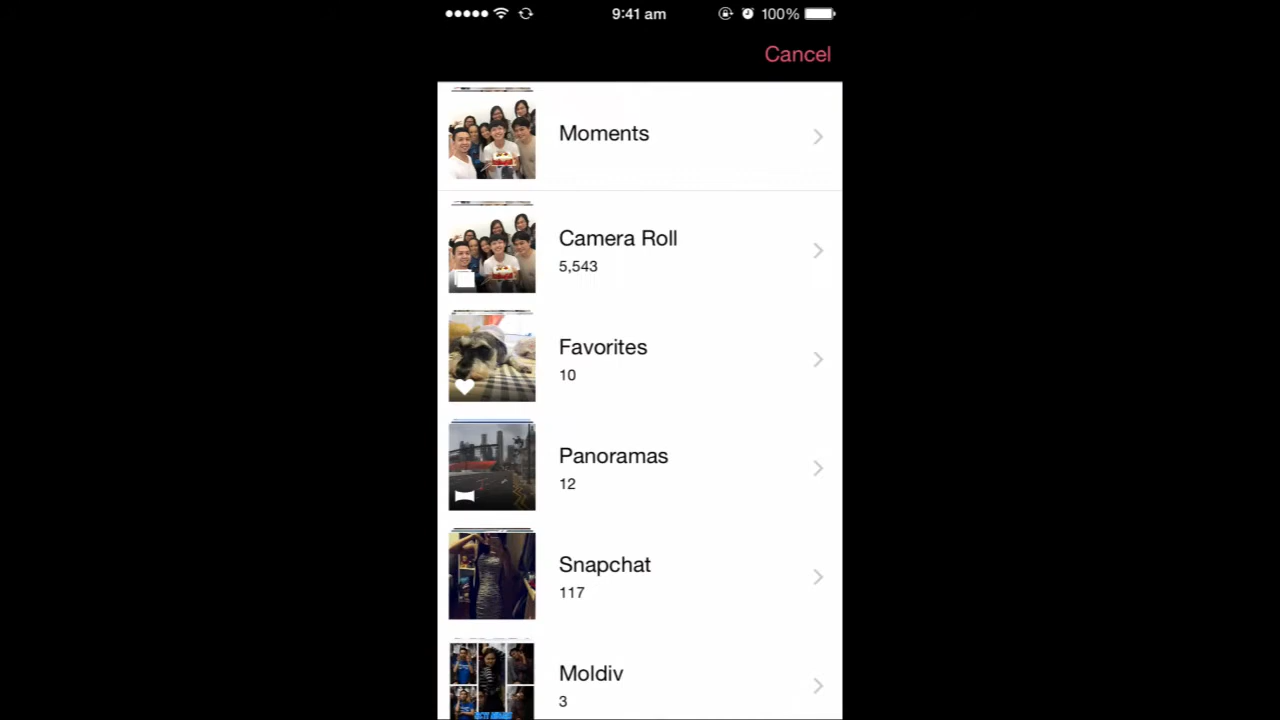 9:41 am
100%
Cancel
Moments
Camera Roll
5,543
Favorites
10
Panoramas
12
Snapchat
117
Moldiv
3